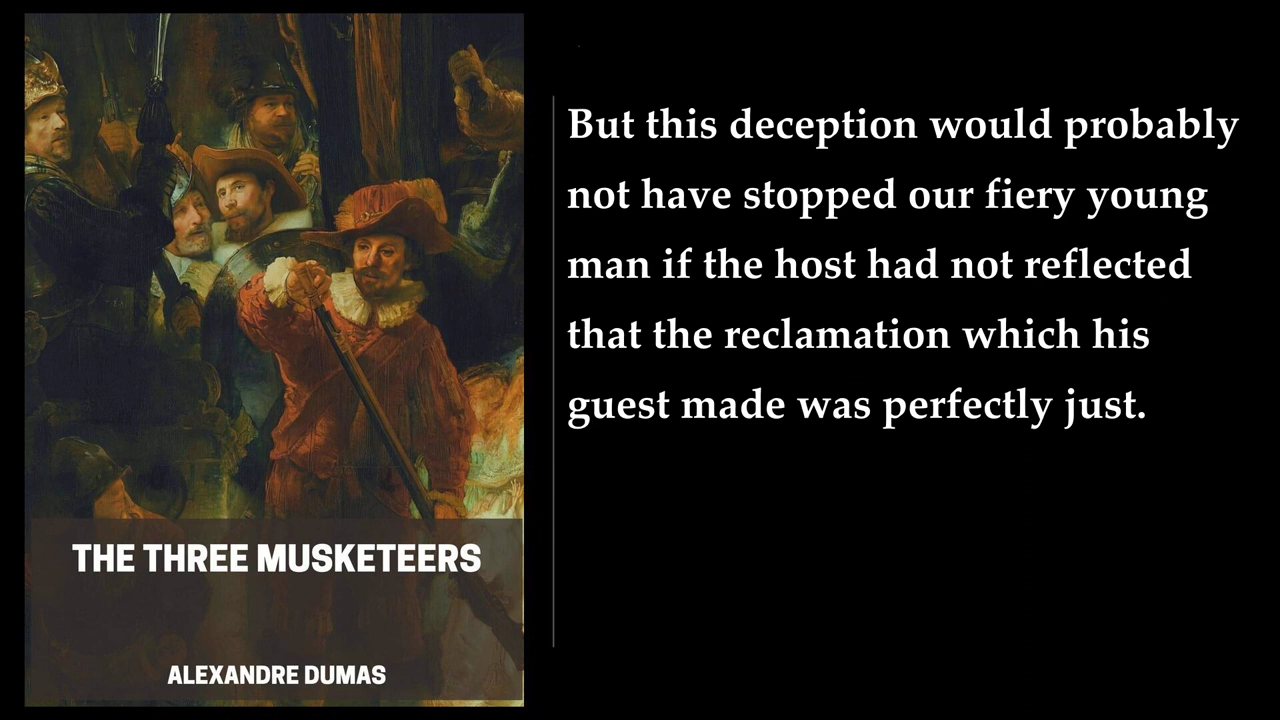 THE THREE MUSKETEERS
ALEXANDRE DUMAS
But this deception would probably
not have stopped our fiery young
man if the host had not reflected
that the reclamation which his
guest made was perfectly just.